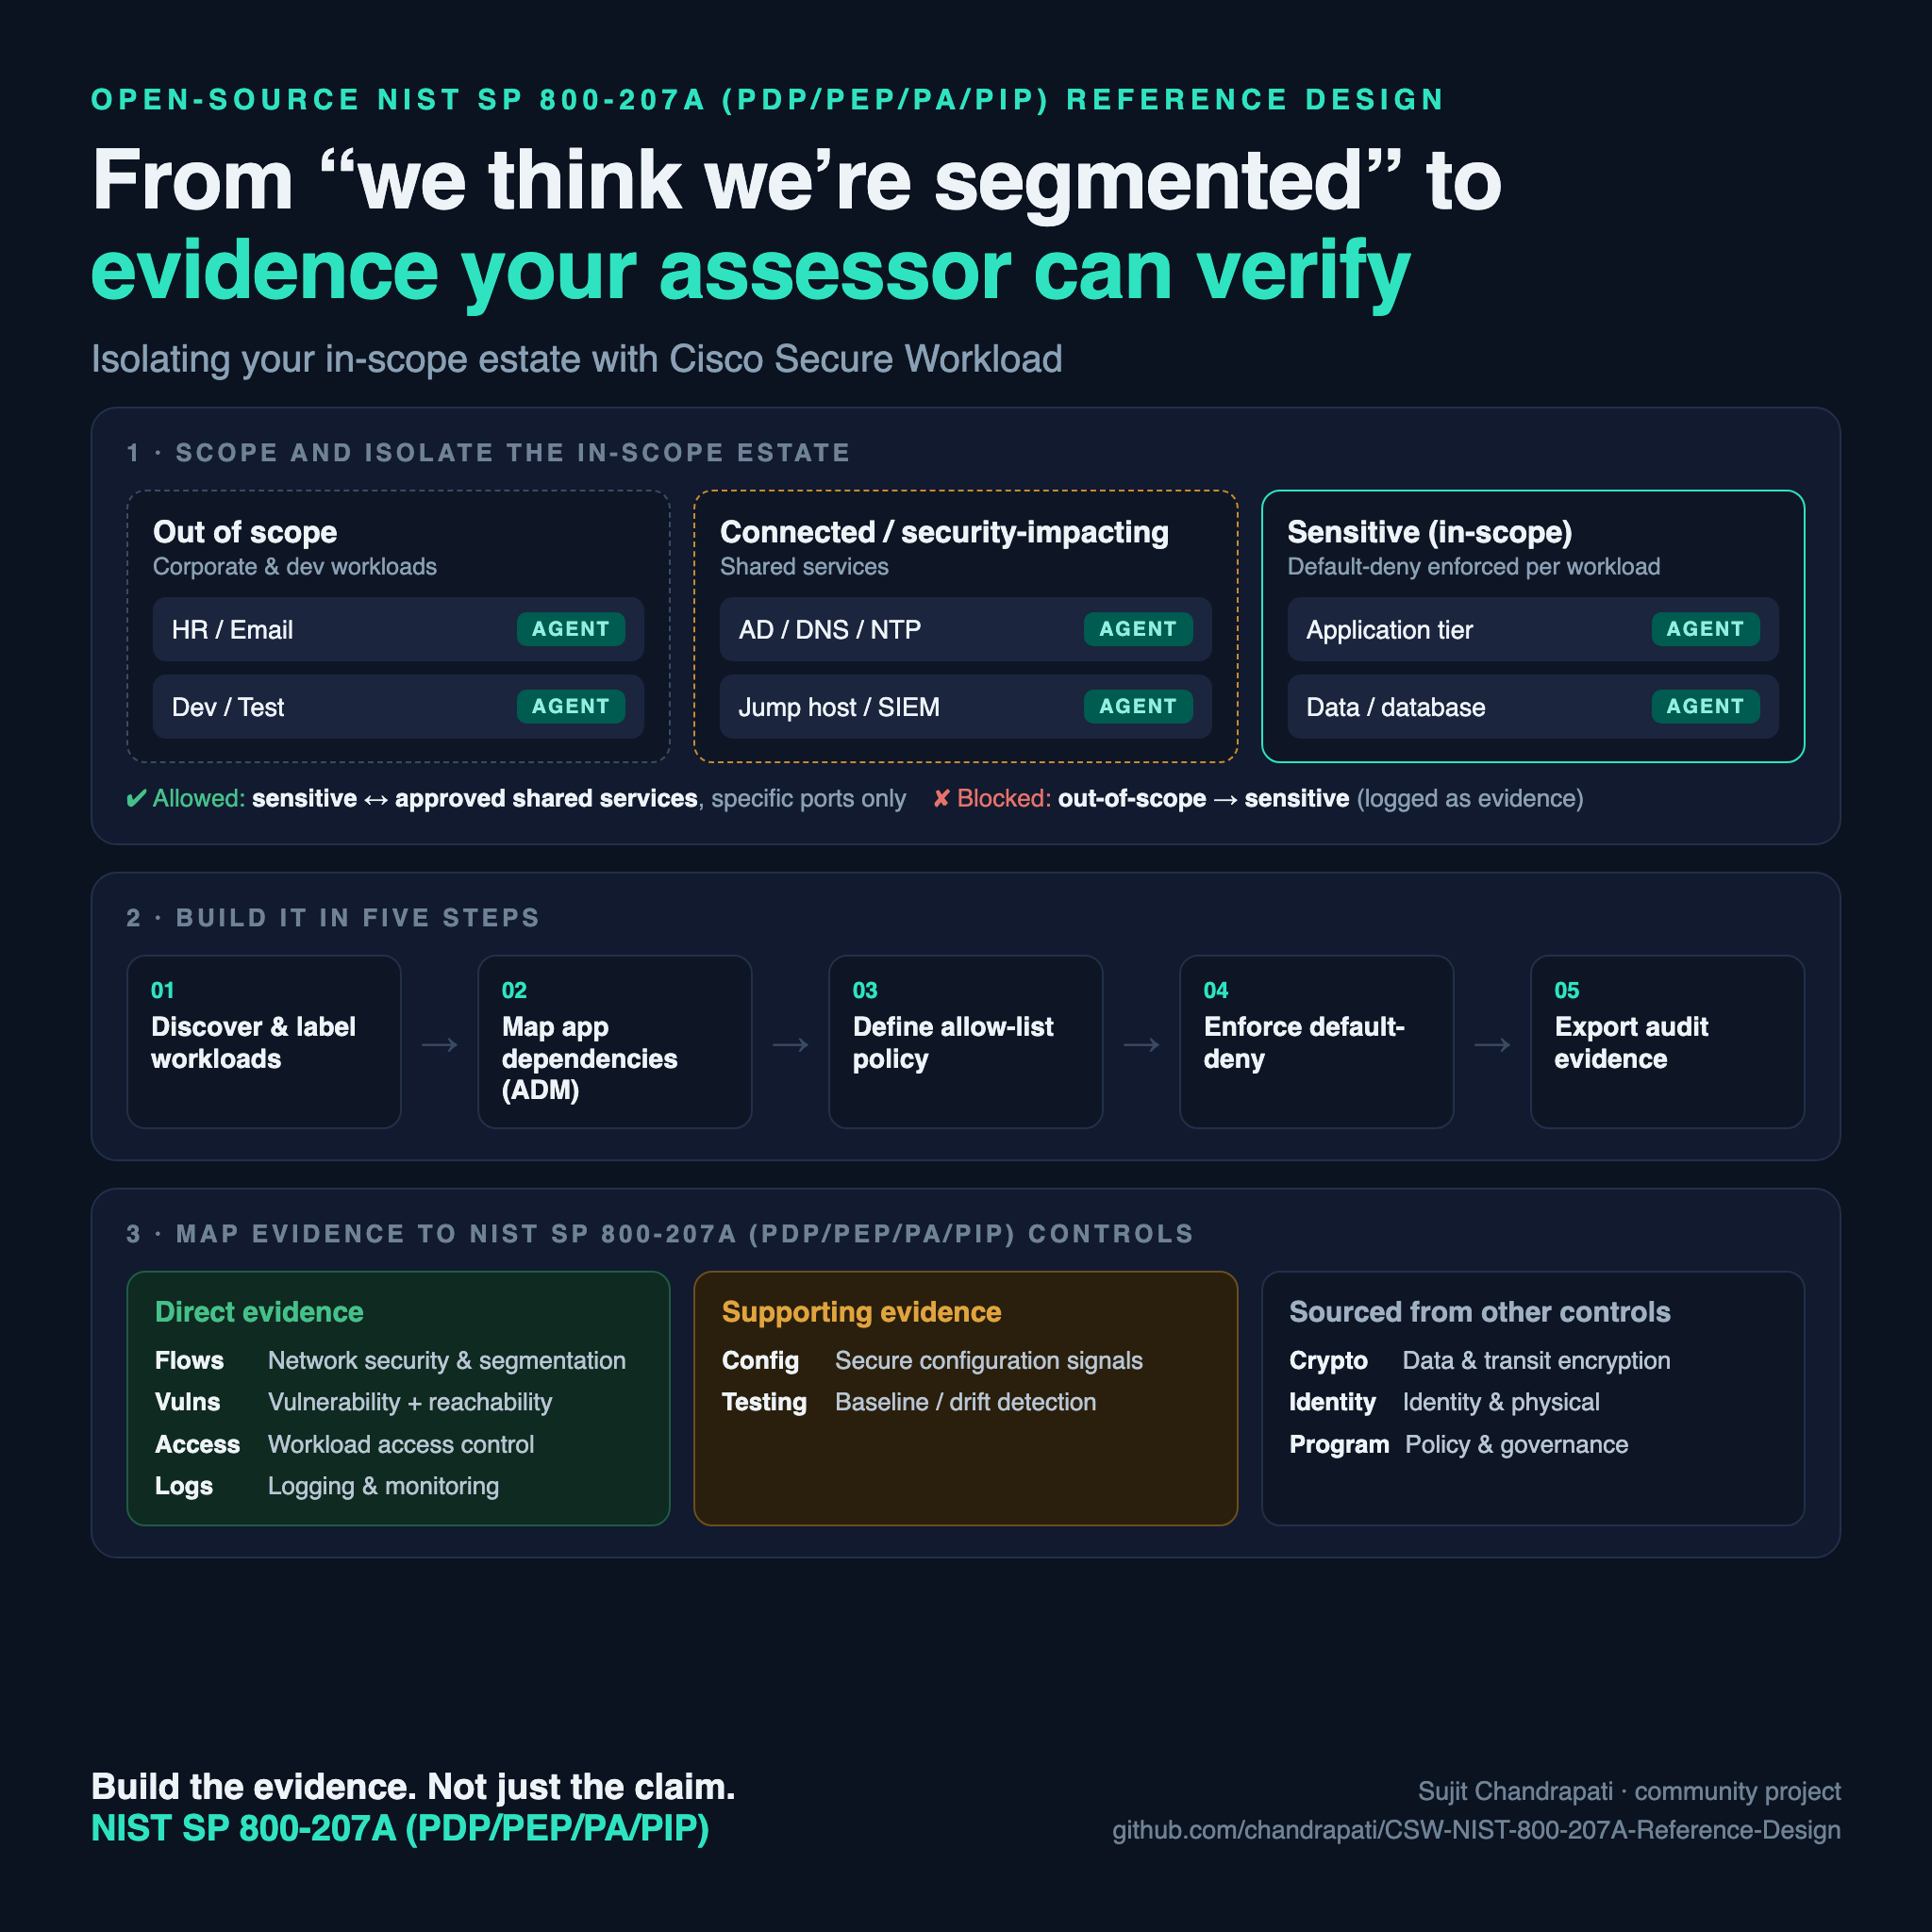 OPEN-SOURCE NIST SP 800-207A (PDP/PEP/PA/PIP) REFERENCE DESIGN
From “we think we’re segmented” to
evidence your assessor can verify
Isolating your in-scope estate with Cisco Secure Workload
1 · SCOPE AND ISOLATE THE IN-SCOPE ESTATE
Out of scope
Corporate & dev workloads
HR / Email AGENT
Dev / Test AGENT
Connected / security-impacting
Shared services
AD / DNS / NTP AGENT
Jump host / SIEM AGENT
Sensitive (in-scope)
Default-deny enforced per workload
Application tier AGENT
Data / database AGENT
✔ Allowed: sensitive ↔ approved shared services, specific ports only ✘ Blocked: out-of-scope → sensitive (logged as evidence)
2 · BUILD IT IN FIVE STEPS
01
Discover & label
workloads
→
02
Map app
dependencies
(ADM)
→
03
Define allow-list
policy
→
04
Enforce default-
deny
→
05
Export audit
evidence
3 · MAP EVIDENCE TO NIST SP 800-207A (PDP/PEP/PA/PIP) CONTROLS
Direct evidence
Flows Network security & segmentation
Vulns Vulnerability + reachability
Access Workload access control
Logs Logging & monitoring
Supporting evidence
Config Secure configuration signals
Testing Baseline / drift detection
Sourced from other controls
Crypto Data & transit encryption
Identity Identity & physical
Program Policy & governance
Build the evidence. Not just the claim.
NIST SP 800-207A (PDP/PEP/PA/PIP)
Sujit Chandrapati · community project
github.com/chandrapati/CSW-NIST-800-207A-Reference-Design